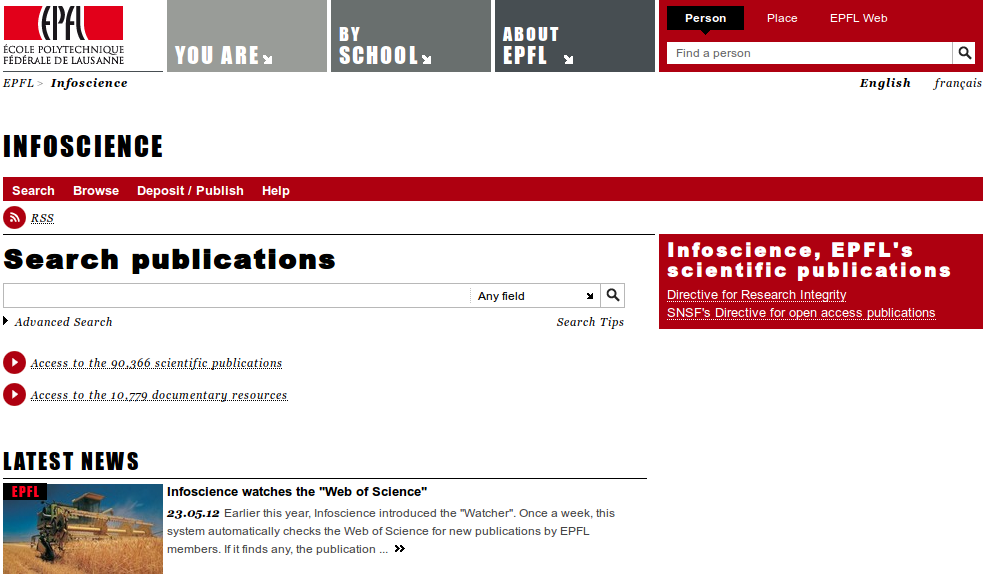 EPFL
ÉCOLE POLYTECHNIQUE
FÉDÉRALE DE LAUSANNE
YOU ARE
BY
SCHOOL
ABOUT
EPFL
Person Place EPFL Web
Find a person
EPFL > Infoscience
English français
INFOSCIENCE
Search Browse Deposit / Publish Help
RSS
Search publications
Any field
Advanced Search Search Tips
Access to the 90,366 scientific publications
Access to the 10,779 documentary resources
Infoscience, EPFL's
scientific publications
Directive for Research Integrity
SNSF's Directive for open access publications
LATEST NEWS
EPFL
Infoscience watches the "Web of Science"
23.05.12 Earlier this year, Infoscience introduced the "Watcher". Once a week, this
system automatically checks the Web of Science for new publications by EPFL
members. If it finds any, the publication ... »